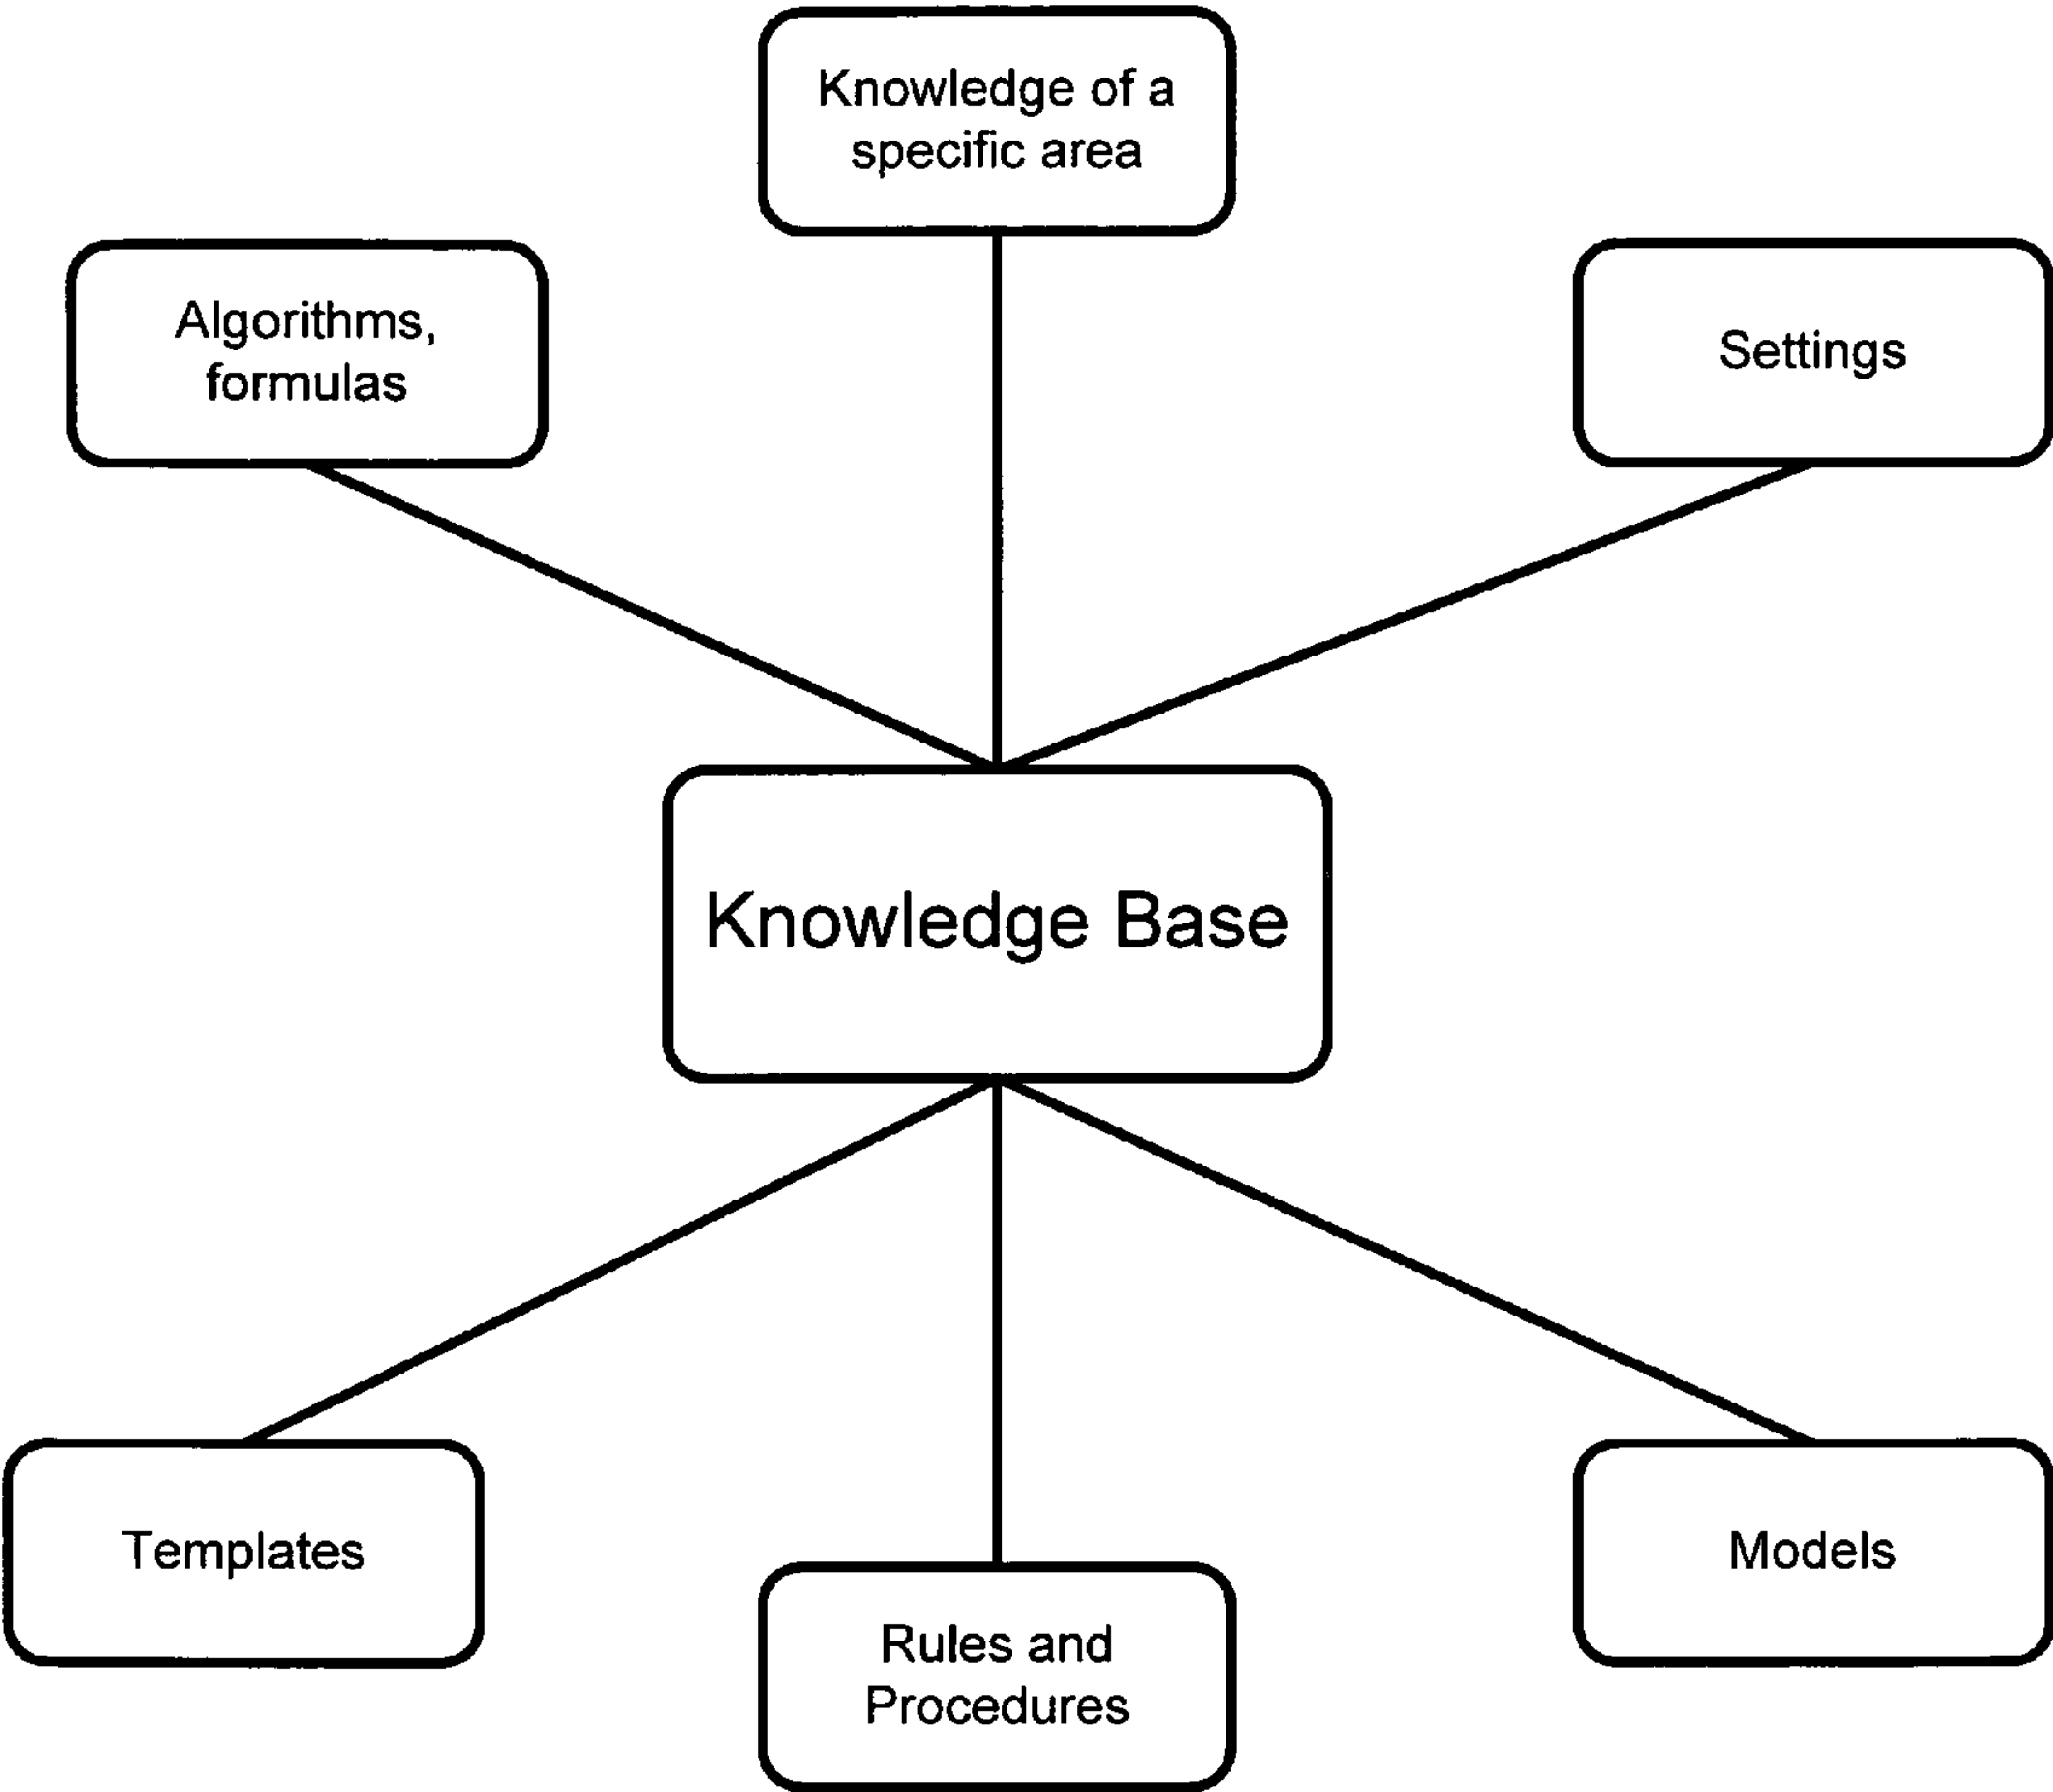 Knowledge of a
specific area
Algorithms,
formulas
Settings
Knowledge Base
Templates
Rules and
Procedures
Models